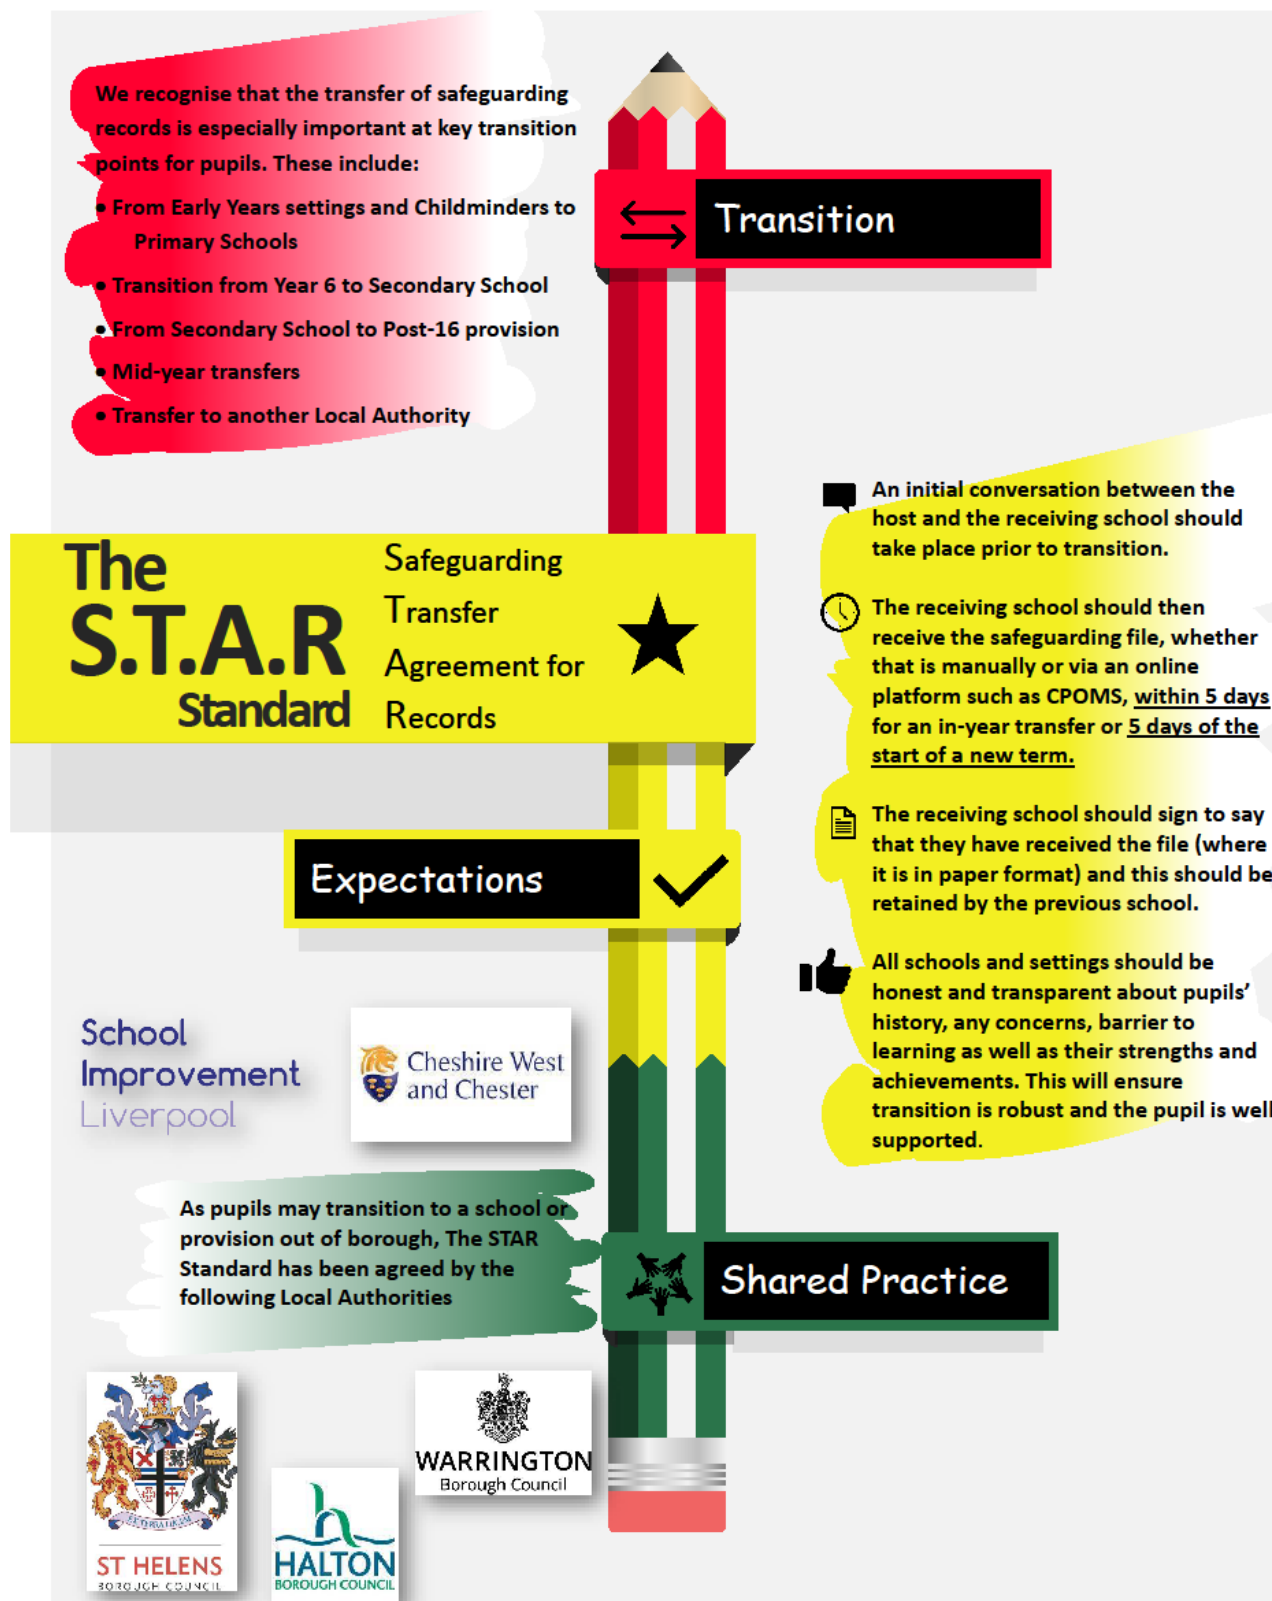 We recognise that the transfer of safeguarding
records is especially important at key transition
points for pupils. These include:
• From Early Years settings and Childminders to
Primary Schools
• Transition from Year 6 to Secondary School
• From Secondary School to Post-16 provision
• Mid-year transfers
• Transfer to another Local Authority
Transition
The
S.T.A.R
Standard
Safeguarding
Transfer
Agreement for
Records
An initial conversation between the
host and the receiving school should
take place prior to transition.
The receiving school should then
receive the safeguarding file, whether
that is manually or via an online
platform such as CPOMS, within 5 days
for an in-year transfer or 5 days of the
start of a new term.
The receiving school should sign to say
that they have received the file (where
it is in paper format) and this should be
retained by the previous school.
All schools and settings should be
honest and transparent about pupils’
history, any concerns, barrier to
learning as well as their strengths and
achievements. This will ensure
transition is robust and the pupil is well
supported.
Expectations
School
Improvement
Liverpool
Cheshire West
and Chester
As pupils may transition to a school or
provision out of borough, The STAR
Standard has been agreed by the
following Local Authorities
Shared Practice
ST HELENS
BOROUGH COUNCIL
HALTON
BOROUGH COUNCIL
WARRINGTON
Borough Council